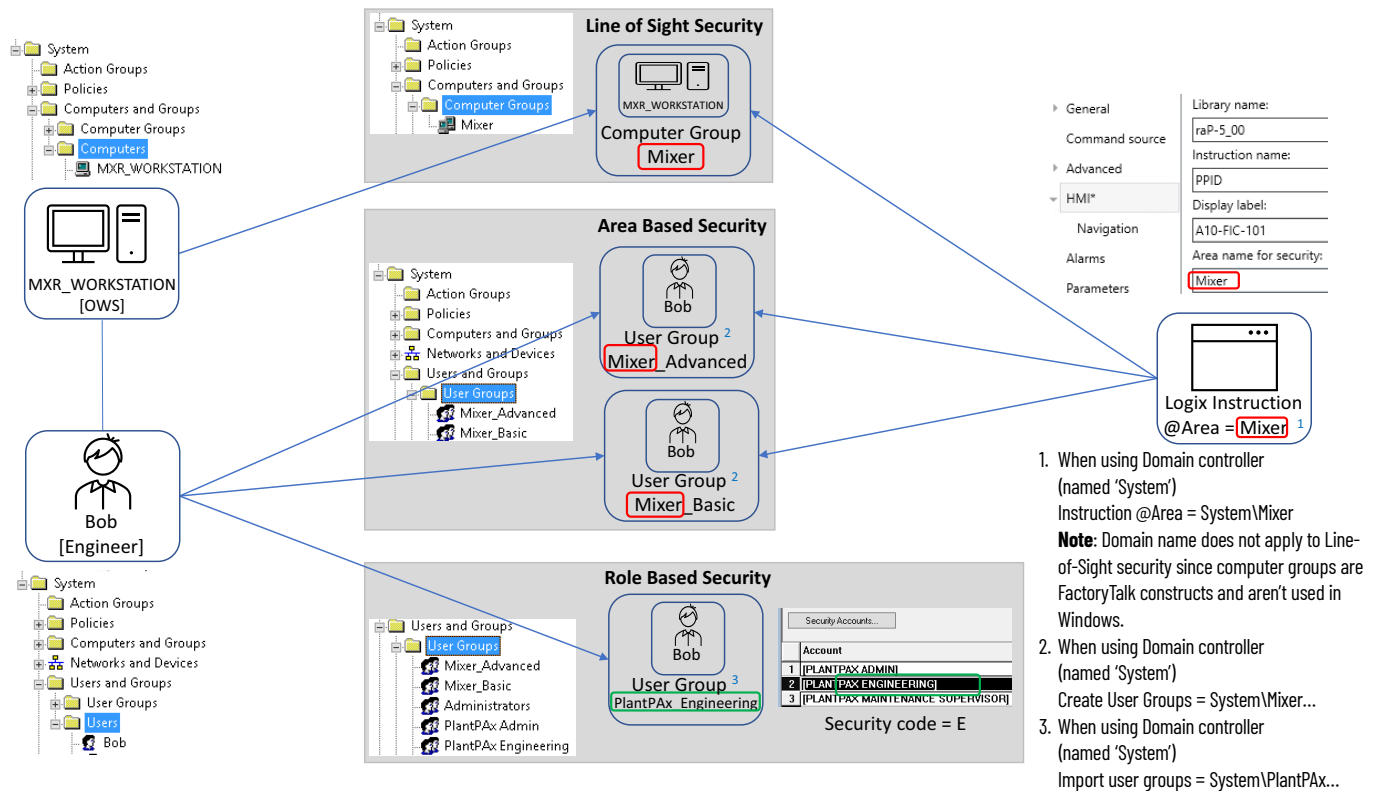 System
Action Groups
Policies
Computers and Groups
Computer Groups
Computers
MXR_WORKSTATION
MXR_WORKSTATION
[OWS]
Bob
[Engineer]
System
Action Groups
Policies
Computers and Groups
Networks and Devices
Users and Groups
User Groups
Users
Bob
System
Action Groups
Policies
Computers and Groups
Computer Groups
Mixer
Line of Sight Security
MXR_WORKSTATION
Computer Group
Mixer
Area Based Security
System
Action Groups
Policies
Computers and Groups
Networks and Devices
Users and Groups
User Groups
Mixer_Advanced
Mixer_Basic
Bob
User Group 2
Mixer_Advanced
Bob
User Group 2
Mixer_Basic
Role Based Security
Users and Groups
User Groups
Mixer_Advanced
Mixer_Basic
Administrators
PlantPAx Admin
PlantPAx Engineering
Bob
User Group 3
PlantPAx_Engineering
Security Accounts...
Account
1 [PLANTPAX ADMIN]
2 [PLANTPAX ENGINEERING]
3 [PLANTPAX MAINTENANCE SUPERVISOR]
Security code = E
General
Command source
Advanced
HMI*
Navigation
Alarms
Parameters
Library name:
raP-5_00
Instruction name:
PPID
Display label:
A10-FIC-101
Area name for security:
Mixer
Logix Instruction
@Area = Mixer 1
1. When using Domain controller
(named ‘System’)
Instruction @Area = System\Mixer
Note: Domain name does not apply to Line-
of-Sight security since computer groups are
FactoryTalk constructs and aren’t used in
Windows.
2. When using Domain controller
(named ‘System’)
Create User Groups = System\Mixer...
3. When using Domain controller
(named ‘System’)
Import user groups = System\PlantPAx...